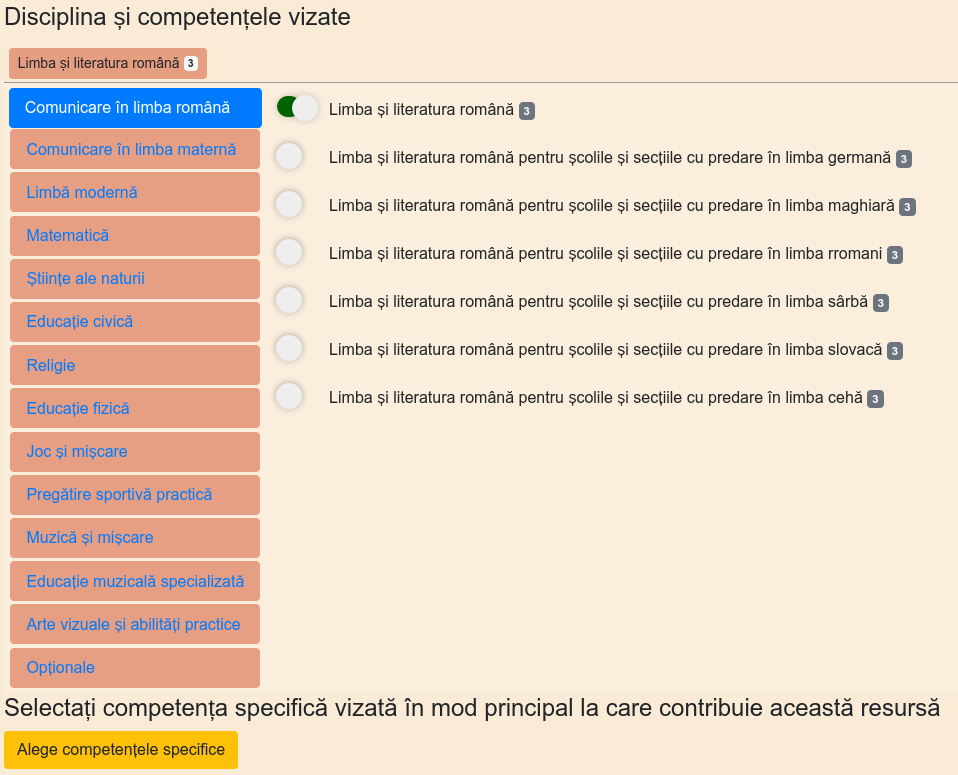 Disciplina și competențele vizate
Limba și literatura română 3
Comunicare în limba română
Comunicare în limba maternă
Limbă modernă
Matematică
Științe ale naturii
Educație civică
Religie
Educație fizică
Joc și mișcare
Pregătire sportivă practică
Muzică și mișcare
Educație muzicală specializată
Arte vizuale și abilități practice
Opționale
Limba și literatura română 3
Limba și literatura română pentru școlile și secțiile cu predare în limba germană 3
Limba și literatura română pentru școlile și secțiile cu predare în limba maghiară 3
Limba și literatura română pentru școlile și secțiile cu predare în limba rromani 3
Limba și literatura română pentru școlile și secțiile cu predare în limba sârbă 3
Limba și literatura română pentru școlile și secțiile cu predare în limba slovacă 3
Limba și literatura română pentru școlile și secțiile cu predare în limba cehă 3
Selectați competența specifică vizată în mod principal la care contribuie această resursă
Alege competențele specifice